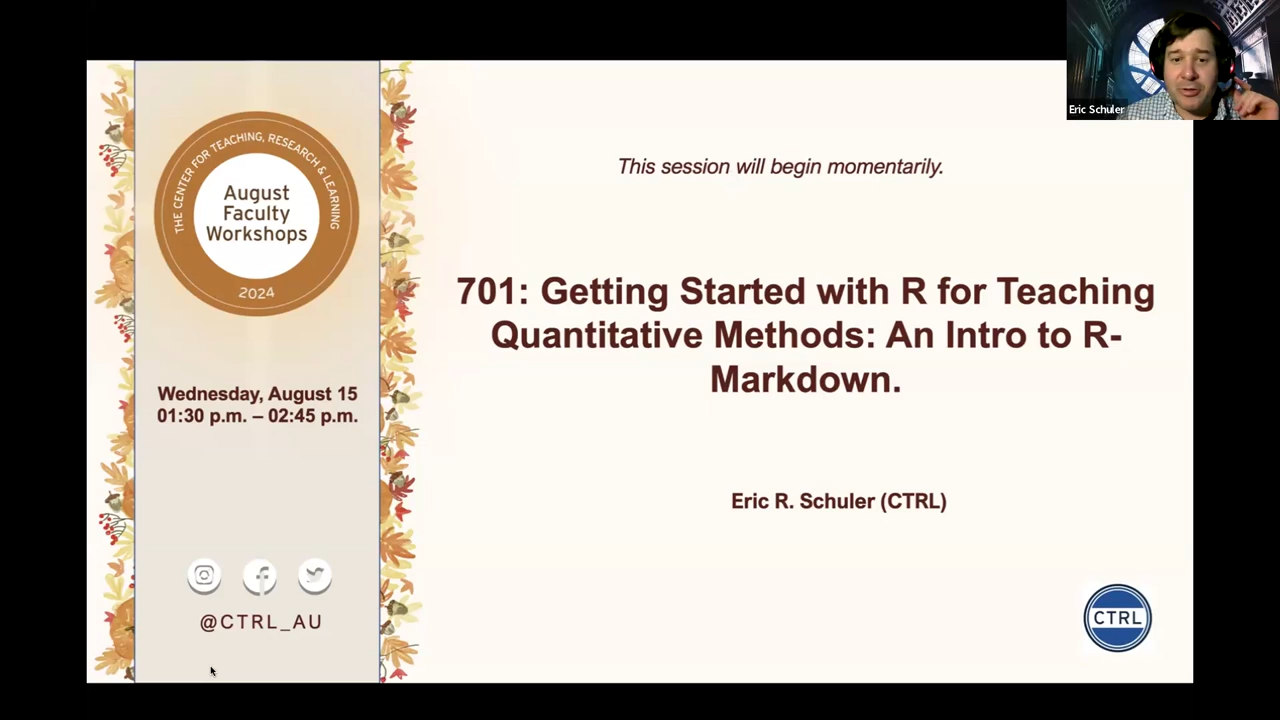 THE CENTER FOR TEACHING, RESEARCH & LEARNING
August
Faculty
Workshops
2024
Wednesday, August 15
01:30 p.m. – 02:45 p.m.
@CTRL_AU
This session will begin momentarily.
701: Getting Started with R for Teaching
Quantitative Methods: An Intro to R-
Markdown.
Eric R. Schuler (CTRL)
CTRL
Eric Schuler